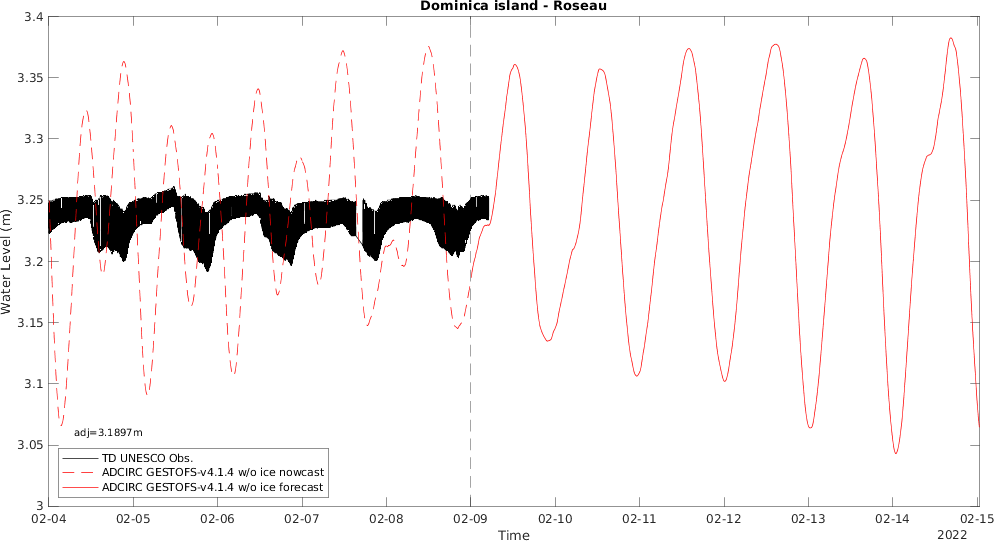 Dominica island - Roseau
3.4
3.35
3.3
3.25
3.2
3.15
3.1
3.05
3
Water Level (m)
adj=3.1897m
TD UNESCO Obs.
ADCIRC GESTOFS-v4.1.4 w/o ice nowcast
ADCIRC GESTOFS-v4.1.4 w/o ice forecast
02-04 02-05 02-06 02-07 02-08 02-09 02-10 02-11 02-12 02-13 02-14 02-15
Time
2022